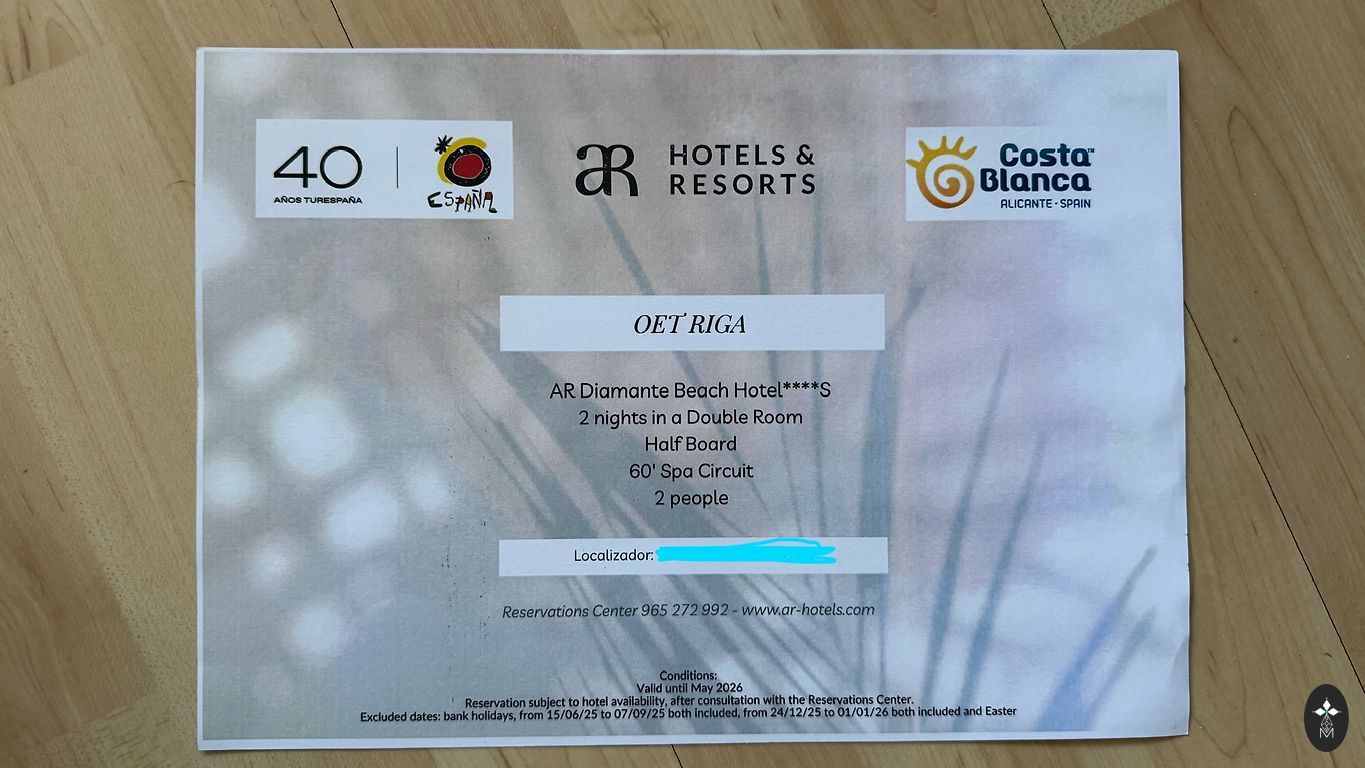 40
AÑOS TURESPAÑA
ESPAÑA
aR HOTELS &
RESORTS
Costa™
Blanca
ALICANTE - SPAIN
OET RIGA
AR Diamante Beach Hotel****S
2 nights in a Double Room
Half Board
60' Spa Circuit
2 people
Localizador:
Reservations Center 965 272 992 - www.ar-hotels.com
Conditions:
Valid until May 2026
Reservation subject to hotel availability, after consultation with the Reservations Center.
Excluded dates: bank holidays, from 15/06/25 to 07/09/25 both included, from 24/12/25 to 01/01/26 both included and Easter
M